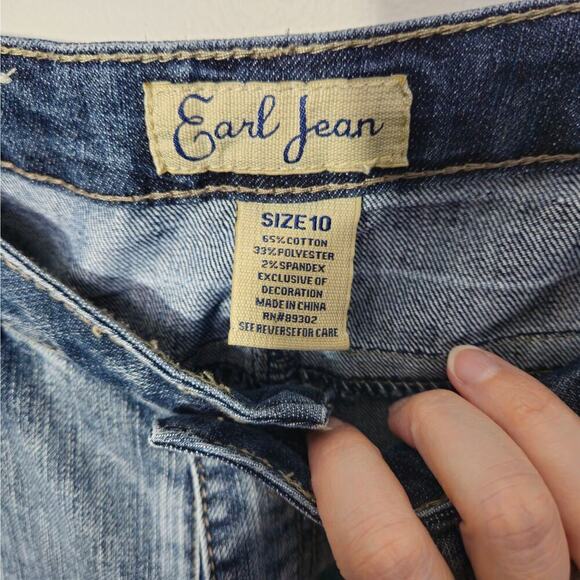 Earl Jean
SIZE 10
65% COTTON
33% POLYESTER
2% SPANDEX
EXCLUSIVE OF
DECORATION
MADE IN CHINA
RN#89302
SEE REVERSE FOR CARE